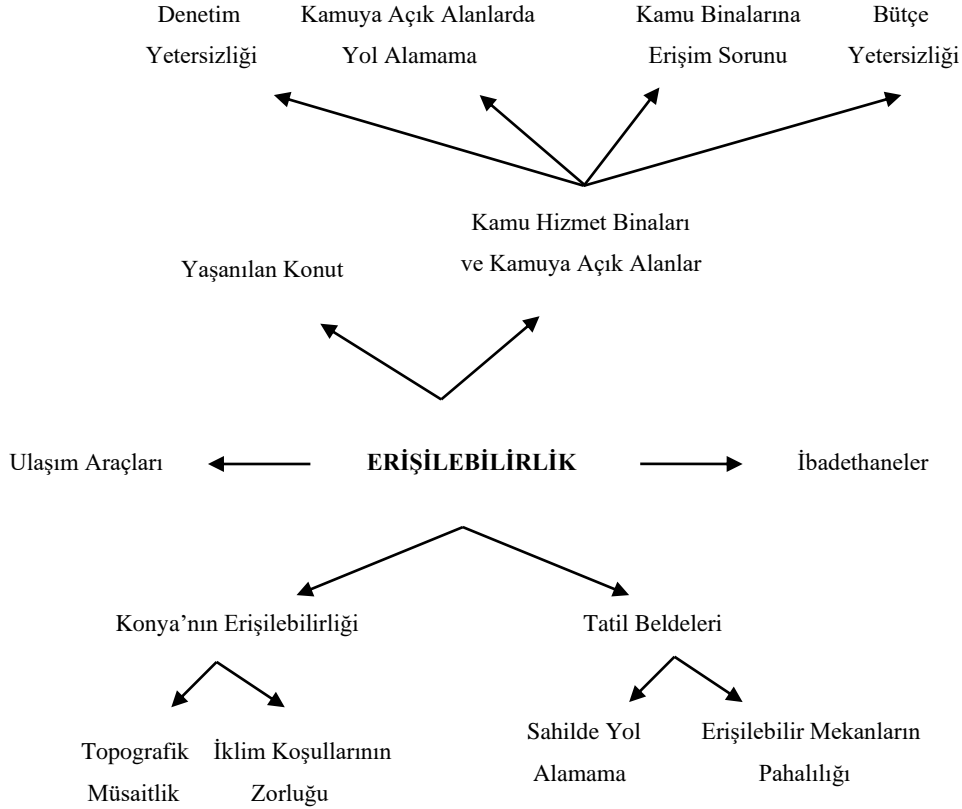 Denetim
Yetersizliği
Kamuya Açık Alanlarda
Yol Alamama
Kamu Binalarına
Erişim Sorunu
Bütçe
Yetersizliği
Kamu Hizmet Binaları
ve Kamuya Açık Alanlar
Yaşanılan Konut
Ulaşım Araçları
ERİŞİLEBİLİRLİK
İbadethaneler
Konya’nın Erişilebilirliği
Tatil Beldeleri
Topografik
Müsaitlik
İklim Koşullarının
Zorluğu
Sahilde Yol
Alamama
Erişilebilir Mekanların
Pahalılığı